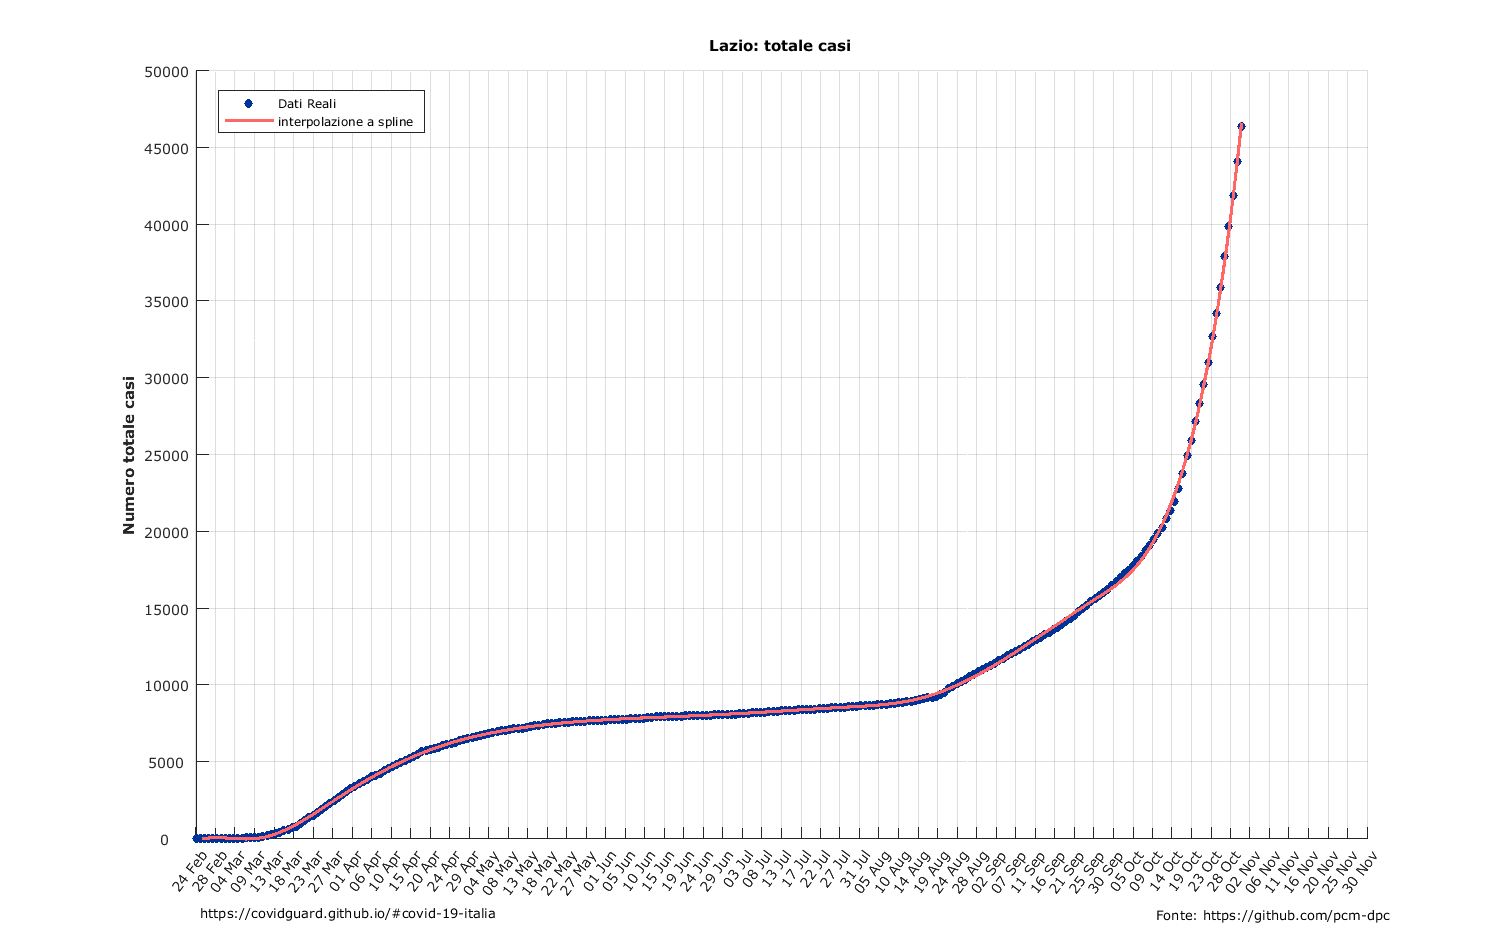 Lazio: totale casi
50000
45000
40000
35000
30000
25000
20000
15000
10000
5000
0
Dati Reali
interpolazione a spline
Numero totale casi
24 Feb
28 Feb
04 Mar
09 Mar
13 Mar
18 Mar
23 Mar
27 Mar
01 Apr
06 Apr
10 Apr
15 Apr
20 Apr
24 Apr
29 Apr
04 May
08 May
13 May
18 May
22 May
27 May
01 Jun
05 Jun
10 Jun
15 Jun
19 Jun
24 Jun
29 Jun
03 Jul
08 Jul
13 Jul
17 Jul
22 Jul
27 Jul
31 Jul
05 Aug
10 Aug
14 Aug
19 Aug
24 Aug
28 Aug
02 Sep
07 Sep
11 Sep
16 Sep
21 Sep
25 Sep
30 Sep
05 Oct
09 Oct
14 Oct
19 Oct
23 Oct
28 Oct
02 Nov
06 Nov
11 Nov
16 Nov
20 Nov
25 Nov
30 Nov
https://covidguard.github.io/#covid-19-italia
Fonte: https://github.com/pcm-dpc